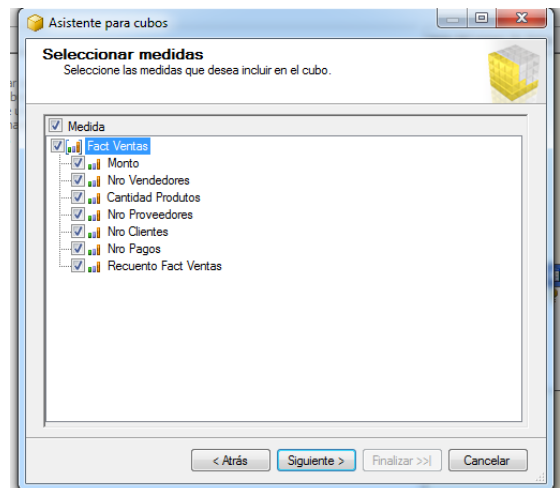 Asistente para cubos
Seleccionar medidas
Seleccione las medidas que desea incluir en el cubo.
Medida
Fact Ventas
Monto
Nro Vendedores
Cantidad Produtos
Nro Proveedores
Nro Clientes
Nro Pagos
Recuento Fact Ventas
< Atrás
Siguiente >
Finalizar >>|
Cancelar